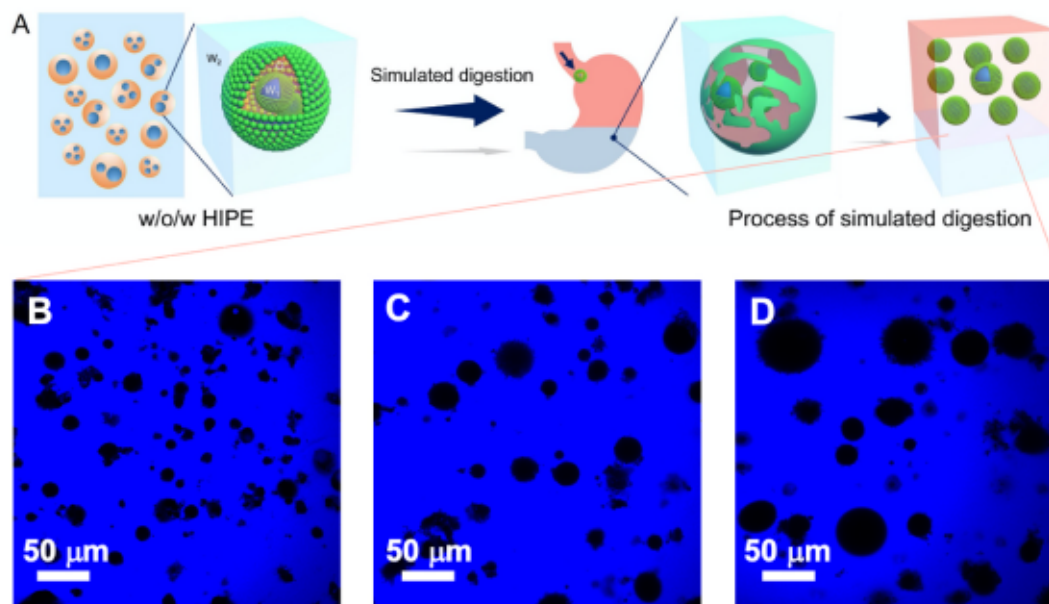 A
W₂
W₁
Simulated digestion
w/o/w HIPE
Process of simulated digestion
B
50 μm
C
50 μm
D
50 μm